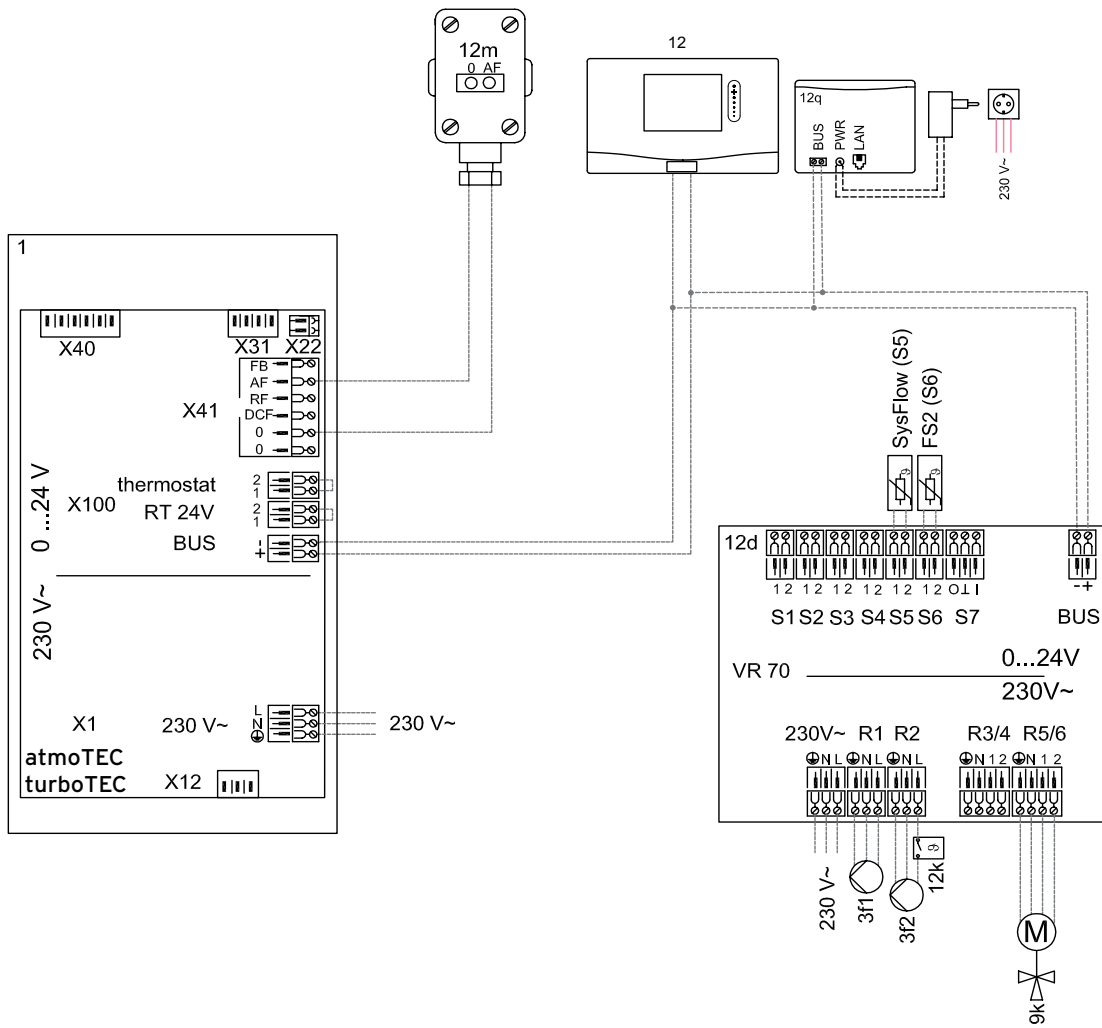 12m
0 AF
12
12q
BUS
PWR
LAN
230 V~
1
X40
X31
X22
FB
AF
RF
DCF
0
0
X41
0 ...24 V
X100
thermostat
2
1
RT 24V
2
1
BUS
-
+
230 V~
X1
230 V~
L
N
230 V~
atmoTEC
turboTEC
X12
SysFlow (S5)
FS2 (S6)
12d
1 2
1 2
1 2
1 2
1 2
1 2
O T I
-+
S1 S2 S3 S4 S5 S6 S7
BUS
VR 70
0...24V
230V~
230V~ R1 R2 R3/4 R5/6
N L
N L
N L
N 1 2
N 1 2
230 V~
3f1
3f2
12k
M
9k